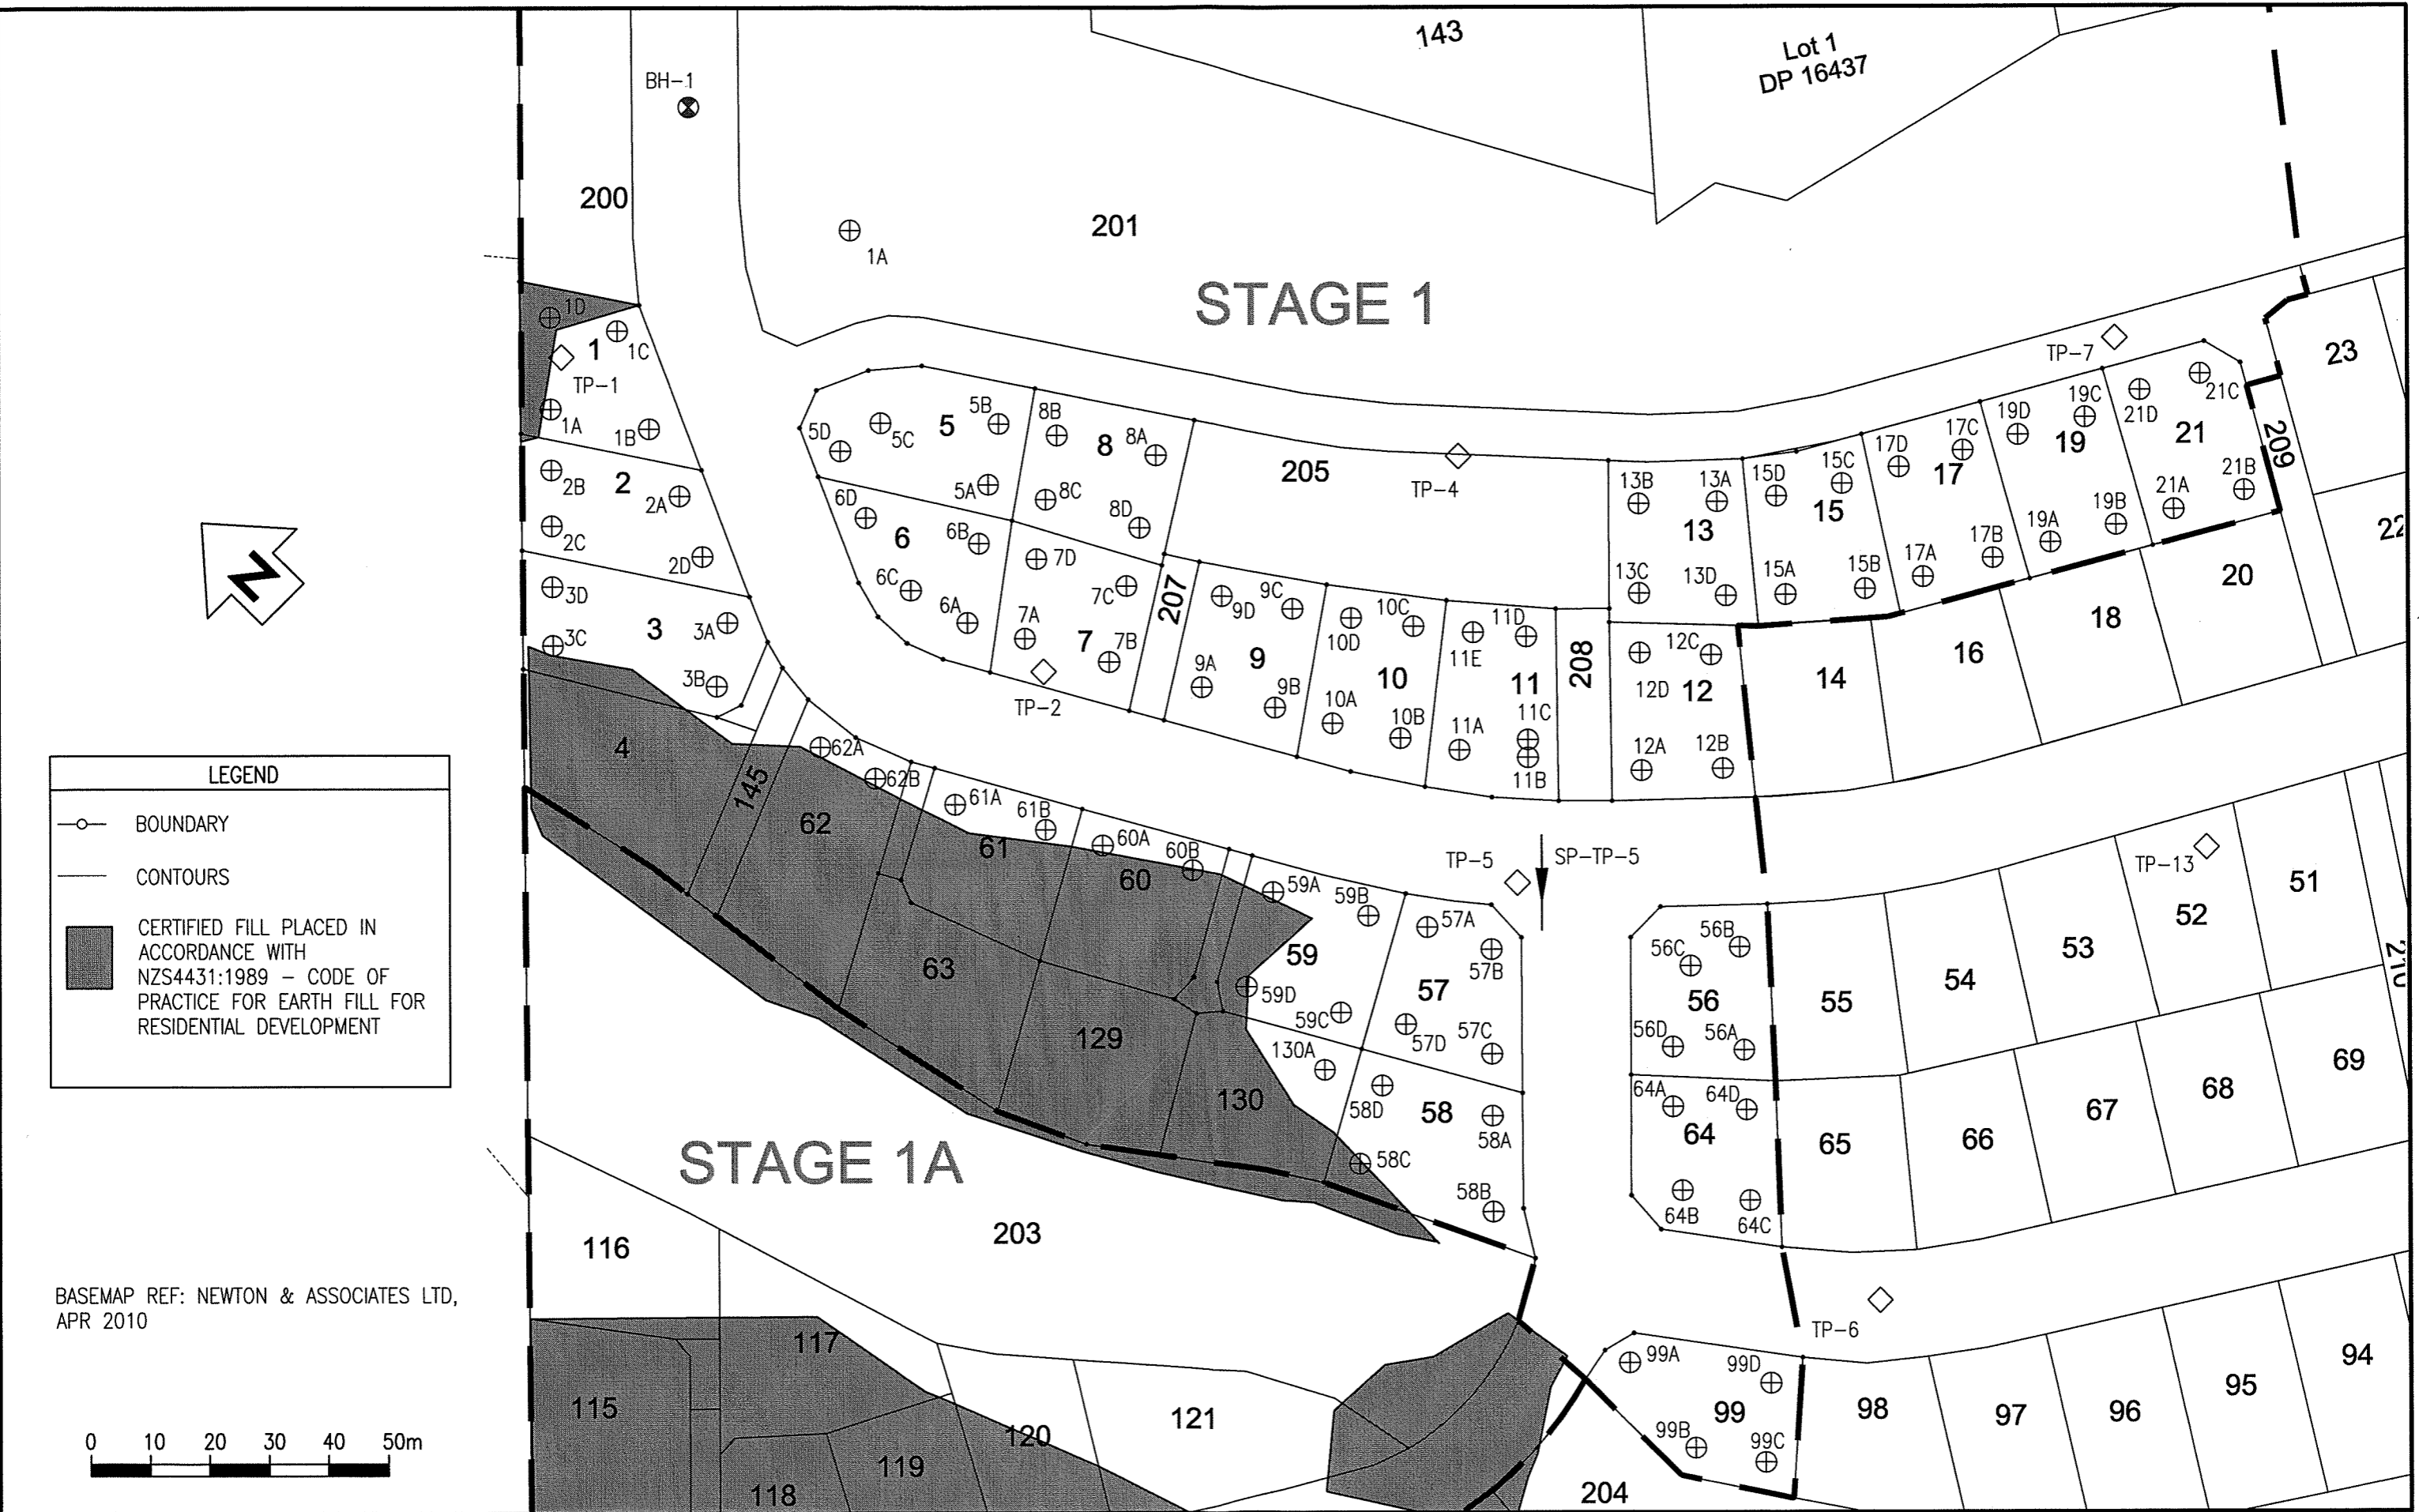 143
Lot 1
DP 16437
BH-1
200
201
1A
STAGE 1
1D
1
1C
TP-1
1A
1B
2B
2
2A
2C
2D
3D
3
3A
3C
3B
5D
5C
5
5B
5A
8B
8
8A
8C
8D
6D
6
6B
6C
6A
7D
7C
7A
7
7B
TP-2
205
TP-4
207
9D
9C
9
9A
9B
10D
10C
10
10A
10B
11D
11E
11
11C
11A
11B
208
13B
13A
13
13C
13D
12C
12D
12
12A
12B
15D
15C
15
15A
15B
17D
17C
17
17A
17B
TP-7
19D
19C
19
19A
19B
21D
21C
21
21A
21B
209
23
22
20
18
16
14
4
145
62A
62B
62
61A
61B
61
60A
60B
60
59A
59B
59
59D
59C
57A
57B
57
57D
57C
TP-5
SP-TP-5
63
129
130
130A
58D
58
58A
58C
58B
56B
56C
56
56D
56A
64A
64D
64
64B
64C
55
54
53
TP-13
52
51
210
65
66
67
68
69
STAGE 1A
203
116
117
115
118
119
120
121
TP-6
99A
99D
99
99B
99C
98
97
96
95
94
204
LEGEND
BOUNDARY
CONTOURS
CERTIFIED FILL PLACED IN
ACCORDANCE WITH
NZS4431:1989 – CODE OF
PRACTICE FOR EARTH FILL FOR
RESIDENTIAL DEVELOPMENT
N
BASEMAP REF: NEWTON & ASSOCIATES LTD,
APR 2010
0 10 20 30 40 50m